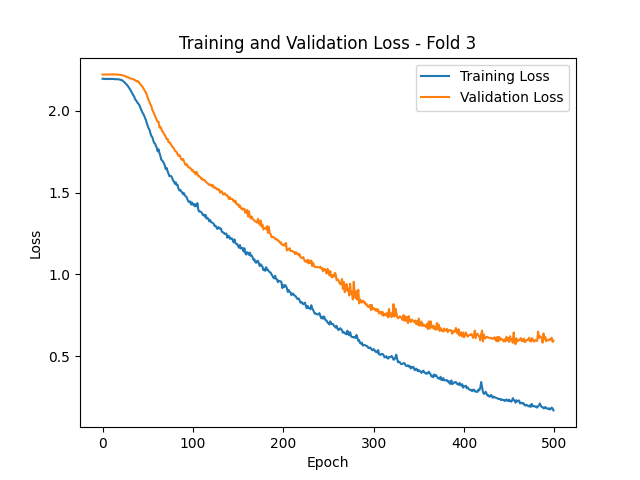 Training and Validation Loss - Fold 3
Training Loss
Validation Loss
2.0
1.5
1.0
0.5
Loss
0
100
200
300
400
500
Epoch